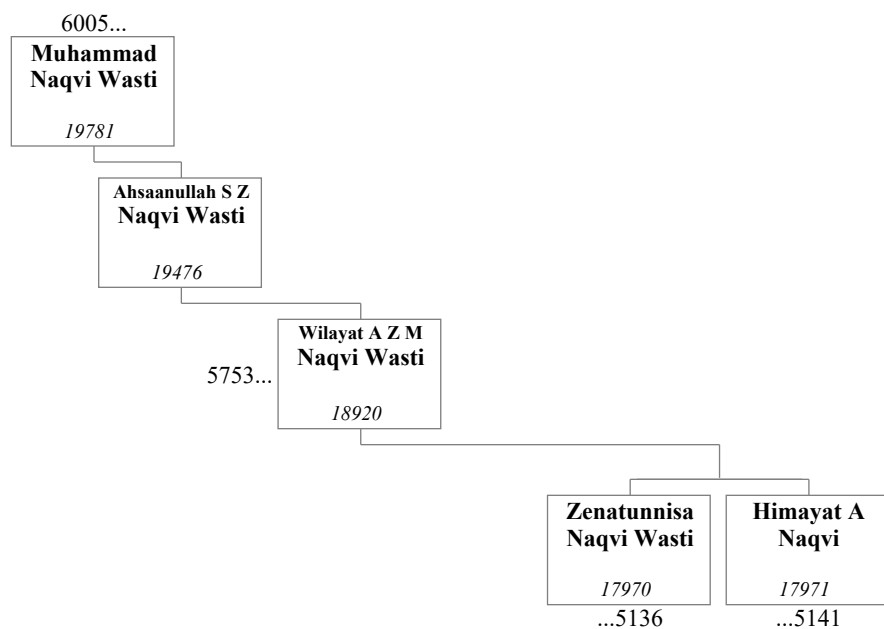 6005...
Muhammad
Naqvi Wasti
19781
Ahsaanullah S Z
Naqvi Wasti
19476
Wilayat A Z M
Naqvi Wasti
5753...
18920
Zenatunnisa
Naqvi Wasti
17970
...5136
Himayat A
Naqvi
17971
...5141